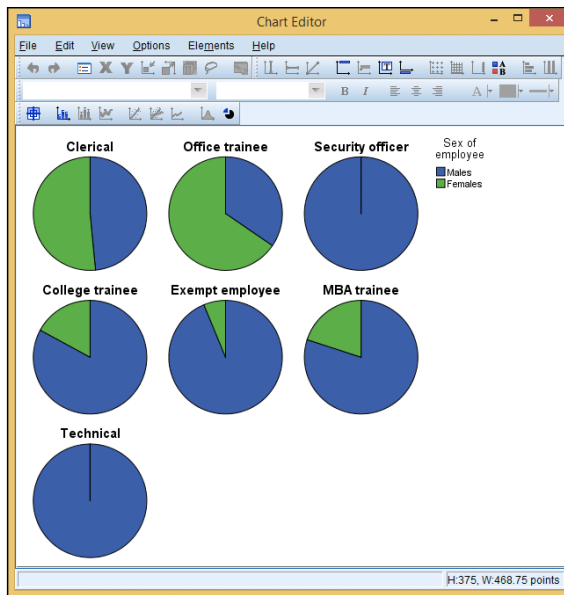 Chart Editor
File Edit View Options Elements Help
X Y
A
B
B I A
Clerical Office trainee Security officer
Sex of
employee
Males
Females
College trainee Exempt employee MBA trainee
Technical
H:375, W:468.75 points